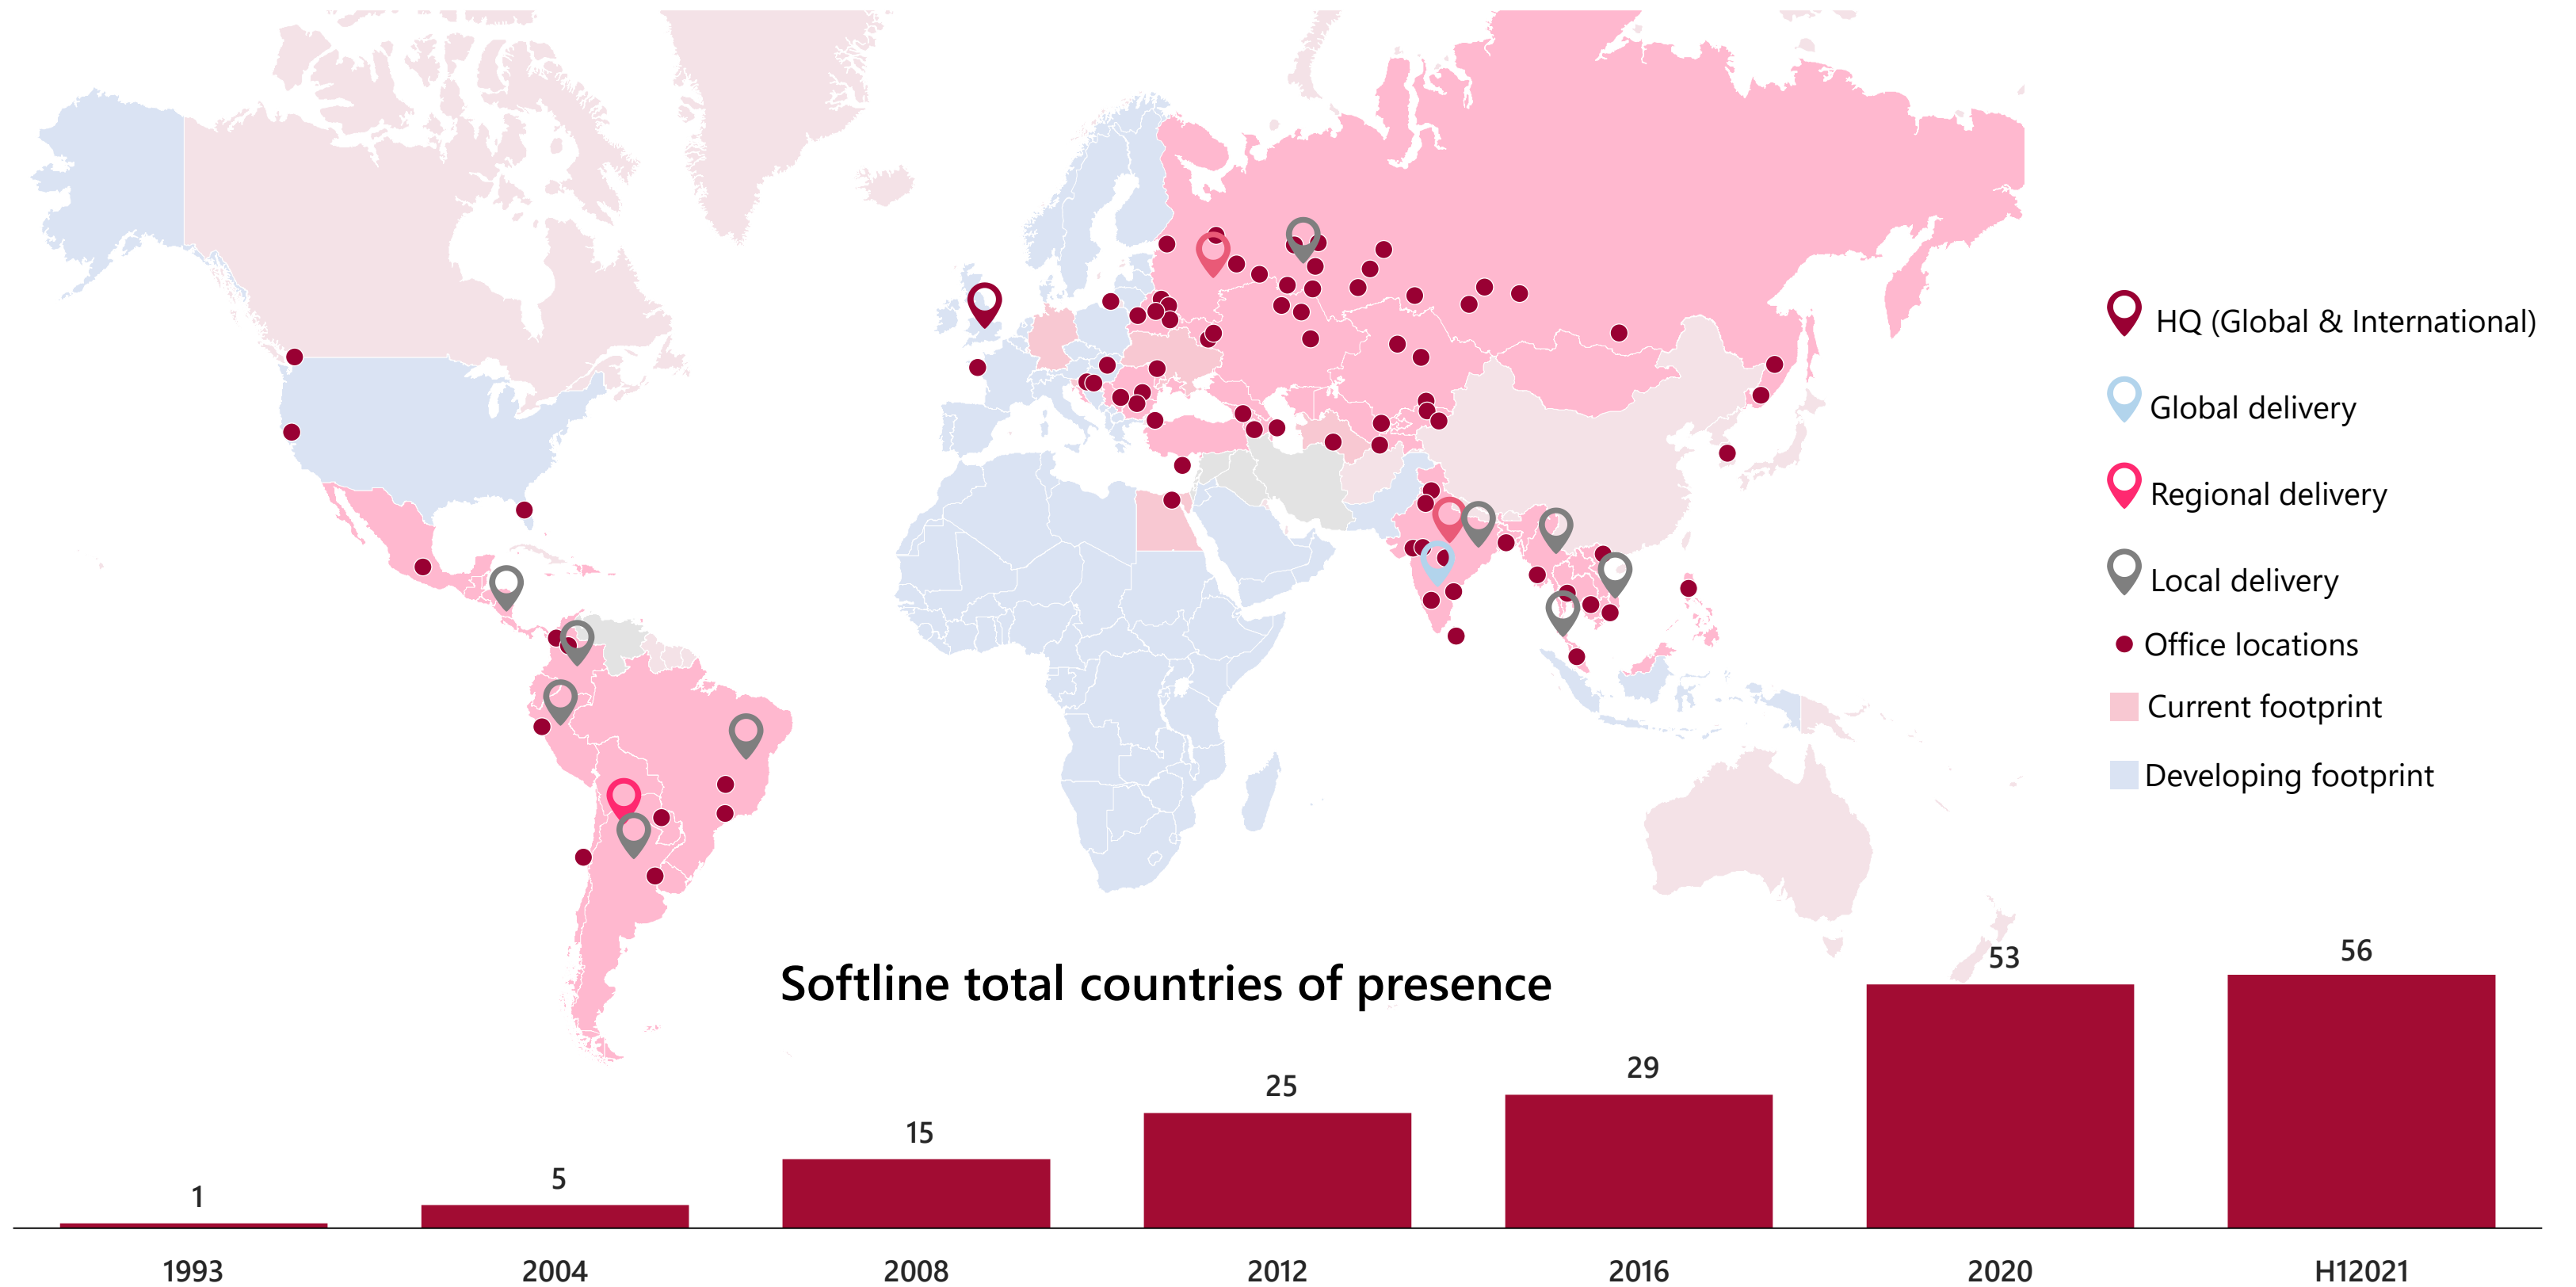 HQ (Global & International)
Global delivery
Regional delivery
Local delivery
Office locations
Current footprint
Developing footprint
Softline total countries of presence
1
5
15
25
29
53
56
1993
2004
2008
2012
2016
2020
H12021